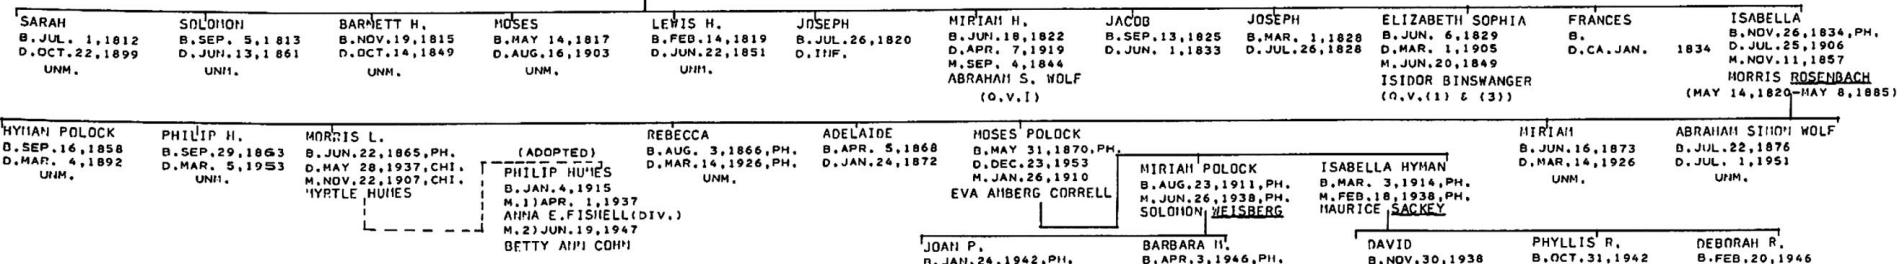 SARAH
B.JUL. 1,1812
D.OCT.22,1899
UNM.
SOLOMON
B.SEP. 5,1813
D.JUN.13,1861
UNM.
BARNETT H.
B.NOV.19,1815
D.OCT.14,1849
UNM.
MOSES
B.MAY 14,1817
D.AUG.16,1903
UNM.
LEWIS H.
B.FEB.14,1819
D.JUN.22,1851
UNM.
JOSEPH
B.JUL.26,1820
D.INF.
MIRIAM H.
B.JUN.18,1822
D.APR. 7,1919
M.SEP. 4,1844
ABRAHAM S. WOLF
(Q.V.I)
JACOB
B.SEP.13,1825
D.JUN. 1,1833
JOSEPH
B.MAR. 1,1828
D.JUL.26,1828
ELIZABETH SOPHIA
B.JUN. 6,1829
D.MAR. 1,1905
M.JUN.20,1849
ISIDOR BINSWANGER
(Q.V.(1) & (3))
FRANCES
B.
D.CA.JAN. 1834
ISABELLA
B.NOV.26,1834,PH.
D.JUL.25,1906
M.NOV.11,1857
MORRIS ROSENBACH
(MAY 14,1820-MAY 8,1885)
HYMAN POLOCK
B.SEP.16,1858
D.MAR. 4,1892
UNM.
PHILIP H.
B.SEP.29,1863
D.MAR. 5,1953
UNM.
MORRIS L.
B.JUN.22,1865,PH.
D.MAY 28,1937,CHI.
M.NOV.22,1907,CHI.
MYRTLE HUMES
(ADOPTED)
PHILIP HUMES
B.JAN.4,1915
M.1)APR. 1,1937
ANNA E.FISHELL(DIV.)
M.2)JUN.19,1947
BETTY ANN COHN
REBECCA
B.AUG. 3,1866,PH.
D.MAR.14,1926,PH.
UNM.
ADELAIDE
B.APR. 5,1868
D.JAN.24,1872
MOSES POLOCK
B.MAY 31,1870,PH.
D.DEC.23,1953
M.JAN.26,1910
EVA AMBERG CORRELL
MIRIAM POLOCK
B.AUG.23,1911,PH.
M.JUN.26,1938,PH.
SOLOMON WEISBERG
ISABELLA HYMAN
B.MAR. 3,1914,PH.
M.FEB.18,1938,PH.
MAURICE SACKEY
MIRIAM
B.JUN.16,1873
D.MAR.14,1926
UNM.
ABRAHAM SIMON WOLF
B.JUL.22,1876
D.JUL. 1,1951
UNM.
JOAN P.
B.JAN.24,1942,PH.
BARBARA M.
B.APR.3,1946,PH.
DAVID
B.NOV.30,1938
PHYLLIS R.
B.OCT.31,1942
DEBORAH R.
B.FEB.20,1946